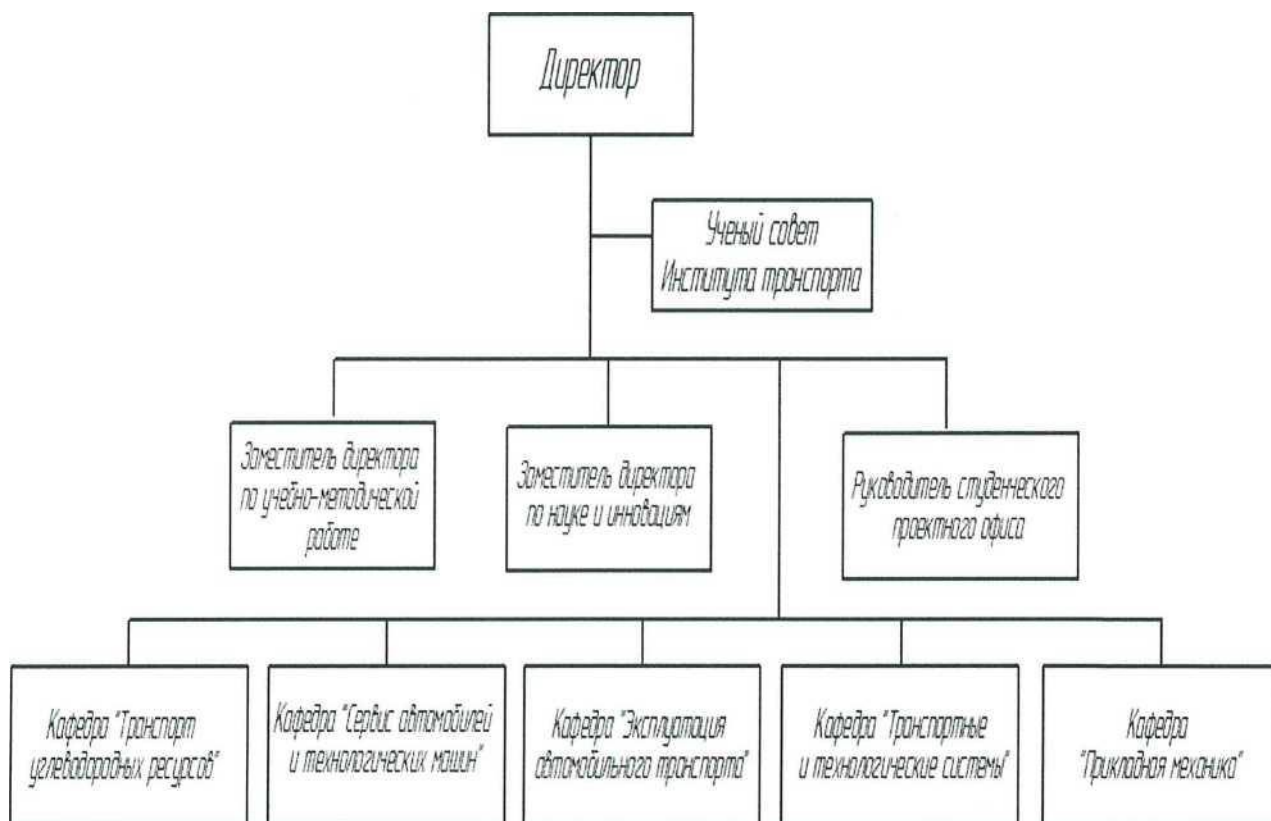 Директор
Ученый совет
Института транспорта
Заместитель директора
по учебно-методической
работе
Заместитель директора
по науке и инновациям
Руководитель студенческого
проектного офиса
Кафедра "Транспорт
углеводородных ресурсов"
Кафедра "Сервис автомобилей
и технологических машин"
Кафедра "Эксплуатация
автомобильного транспорта"
Кафедра "Транспортные
и технологические системы"
Кафедра
"Прикладная механика"